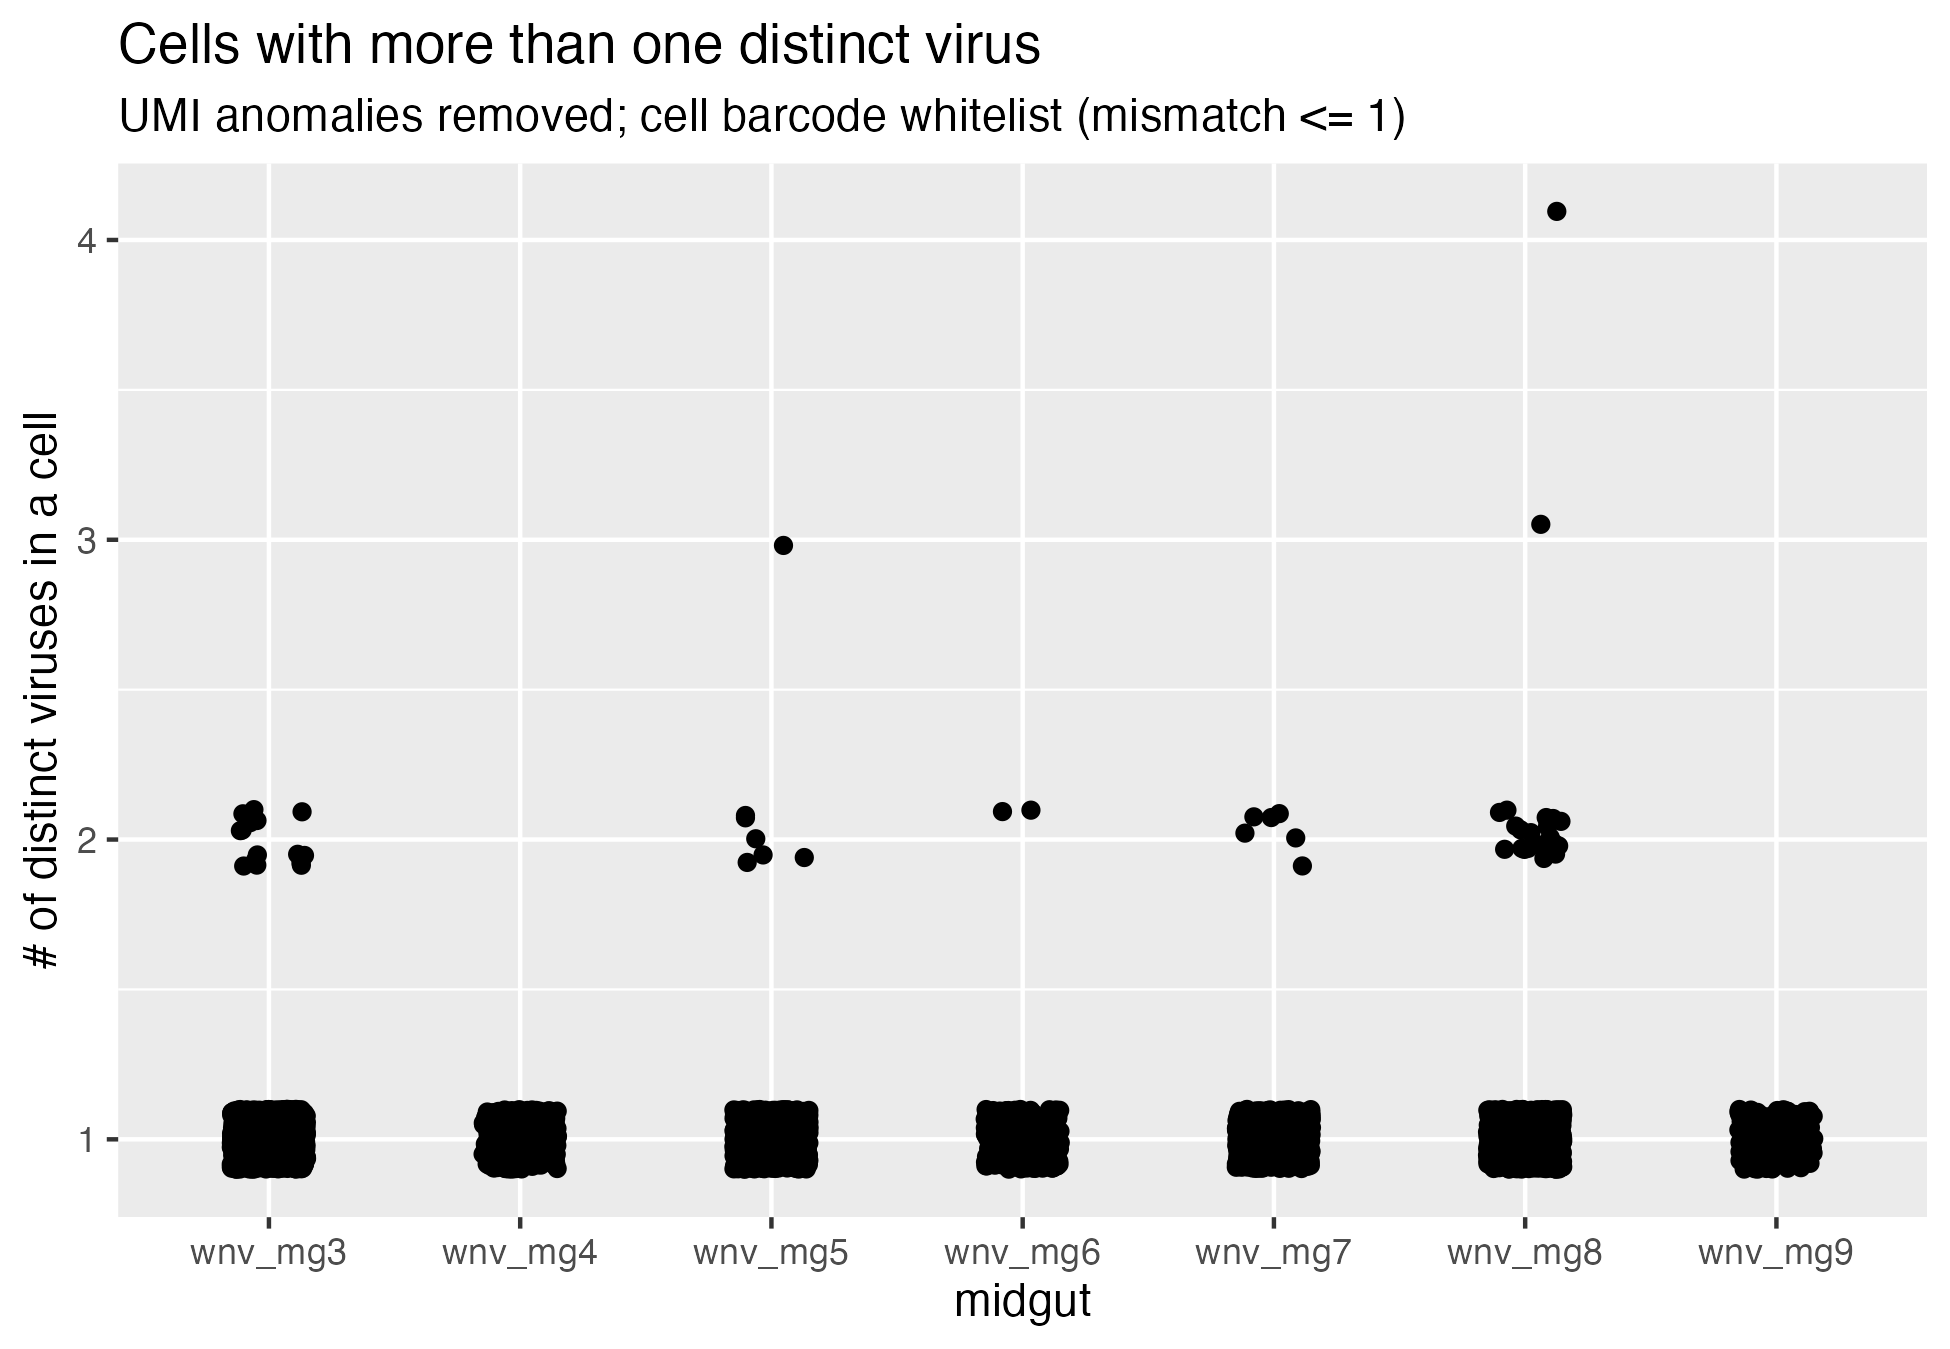 Cells with more than one distinct virus
UMI anomalies removed; cell barcode whitelist (mismatch <= 1)
# of distinct viruses in a cell
4
3
2
1
wnv_mg3 wnv_mg4 wnv_mg5 wnv_mg6 wnv_mg7 wnv_mg8 wnv_mg9
midgut